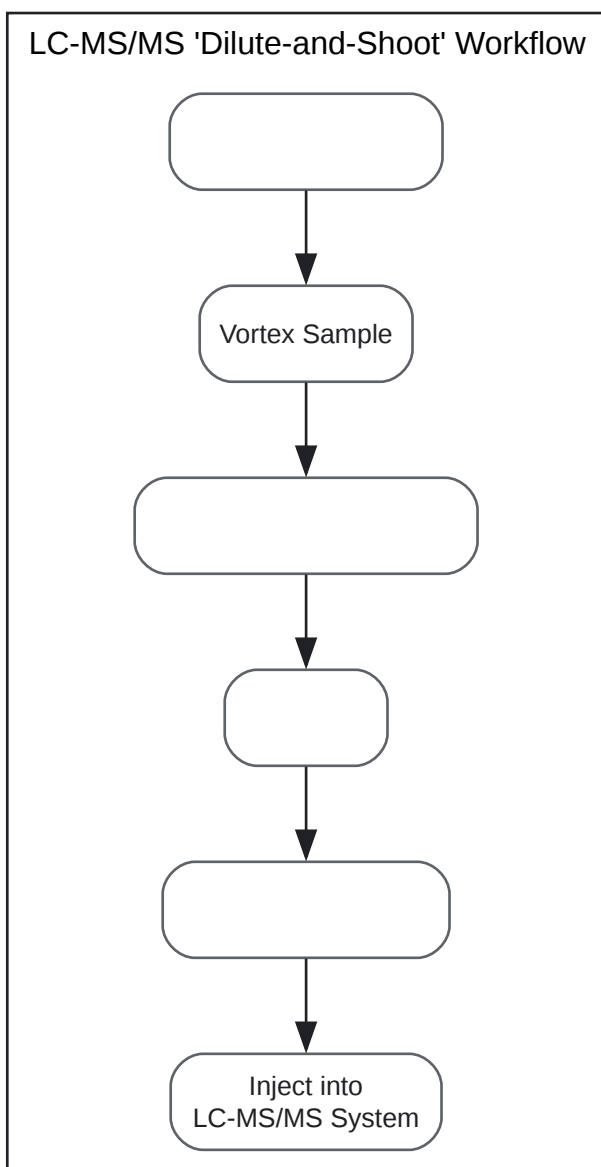 LC-MS/MS 'Dilute-and-Shoot' Workflow
Vortex Sample
Inject into
LC-MS/MS System